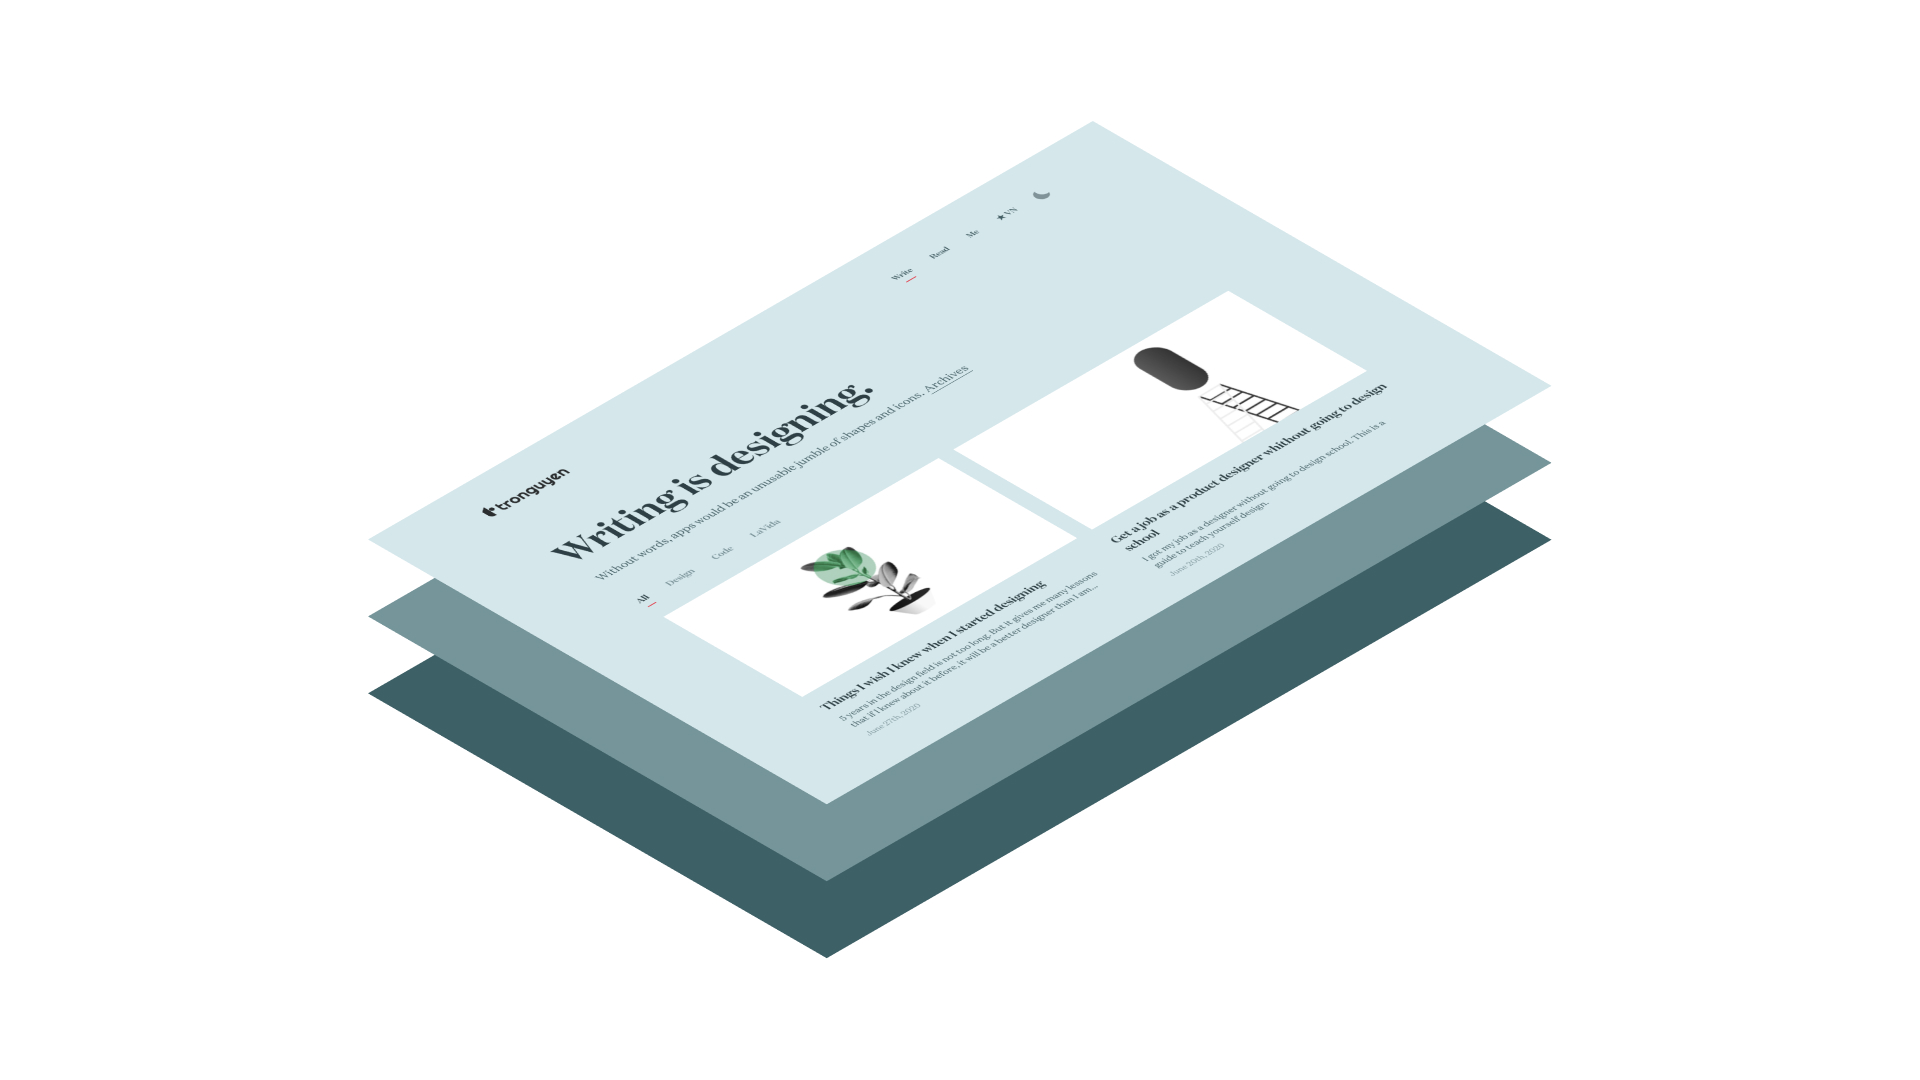 tronguyen
Write
Read
Me
★ VN
Writing is designing.
Without words, apps would be an unusable jumble of shapes and icons. Archives
All
Design
Code
LaVida
Things I wish I knew when I started designing
5 years in the design field is not too long. But it gives me many lessons
that if I knew about it before, it will be a better designer than I am...
June 27th, 2020
Get a job as a product designer whithout going to design
school
I got my job as a designer without going to design school. This is a
guide to teach yourself design.
June 20th, 2020